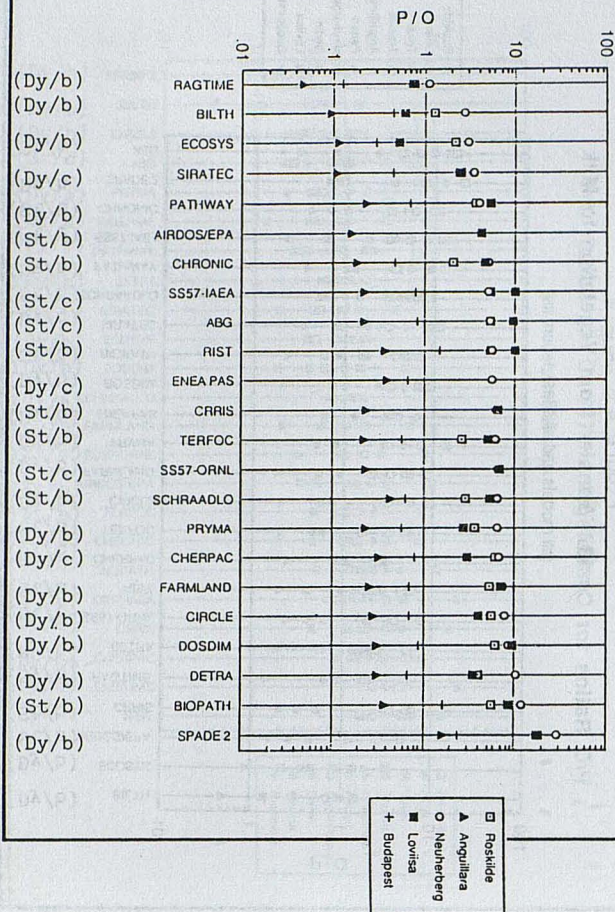 P / O
.01 .1 1 10 100
(Dy/b) RAGTIME
(Dy/b) BILTH
(Dy/b) ECOSYS
(Dy/c) SIRATEC
(Dy/b) PATHWAY
(St/b) AIRDOS/EPA
(St/b) CHRONIC
(St/c) SS57-IAEA
(St/c) ABG
(St/b) RIST
(Dy/c) ENEA PAS
(St/b) CRRIS
(St/b) TERFOC
(St/c) SS57-ORNL
(St/b) SCHRAADLO
(Dy/b) PRYMA
(Dy/c) CHERPAC
(Dy/b) FARMLAND
(Dy/b) CIRCLE
(Dy/b) DOSDIM
(Dy/b) DETRA
(St/b) BIOPATH
(Dy/b) SPADE 2
Roskilde
Anguillara
Neuherberg
Loviisa
Budapest